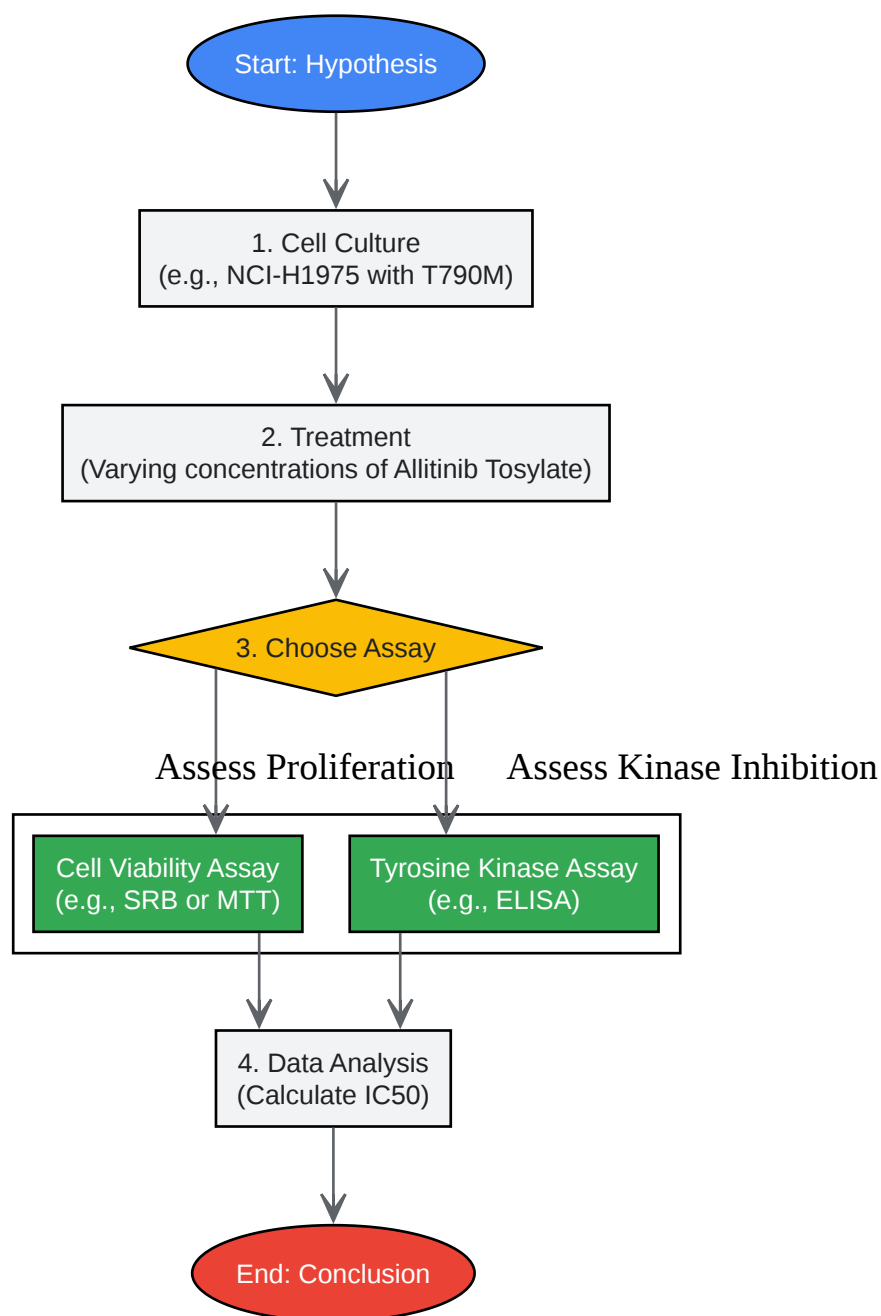 Start: Hypothesis
1. Cell Culture
(e.g., NCI-H1975 with T790M)
2. Treatment
(Varying concentrations of Allitinib Tosylate)
3. Choose Assay
Assess Proliferation
Assess Kinase Inhibition
Cell Viability Assay
(e.g., SRB or MTT)
Tyrosine Kinase Assay
(e.g., ELISA)
4. Data Analysis
(Calculate IC50)
End: Conclusion